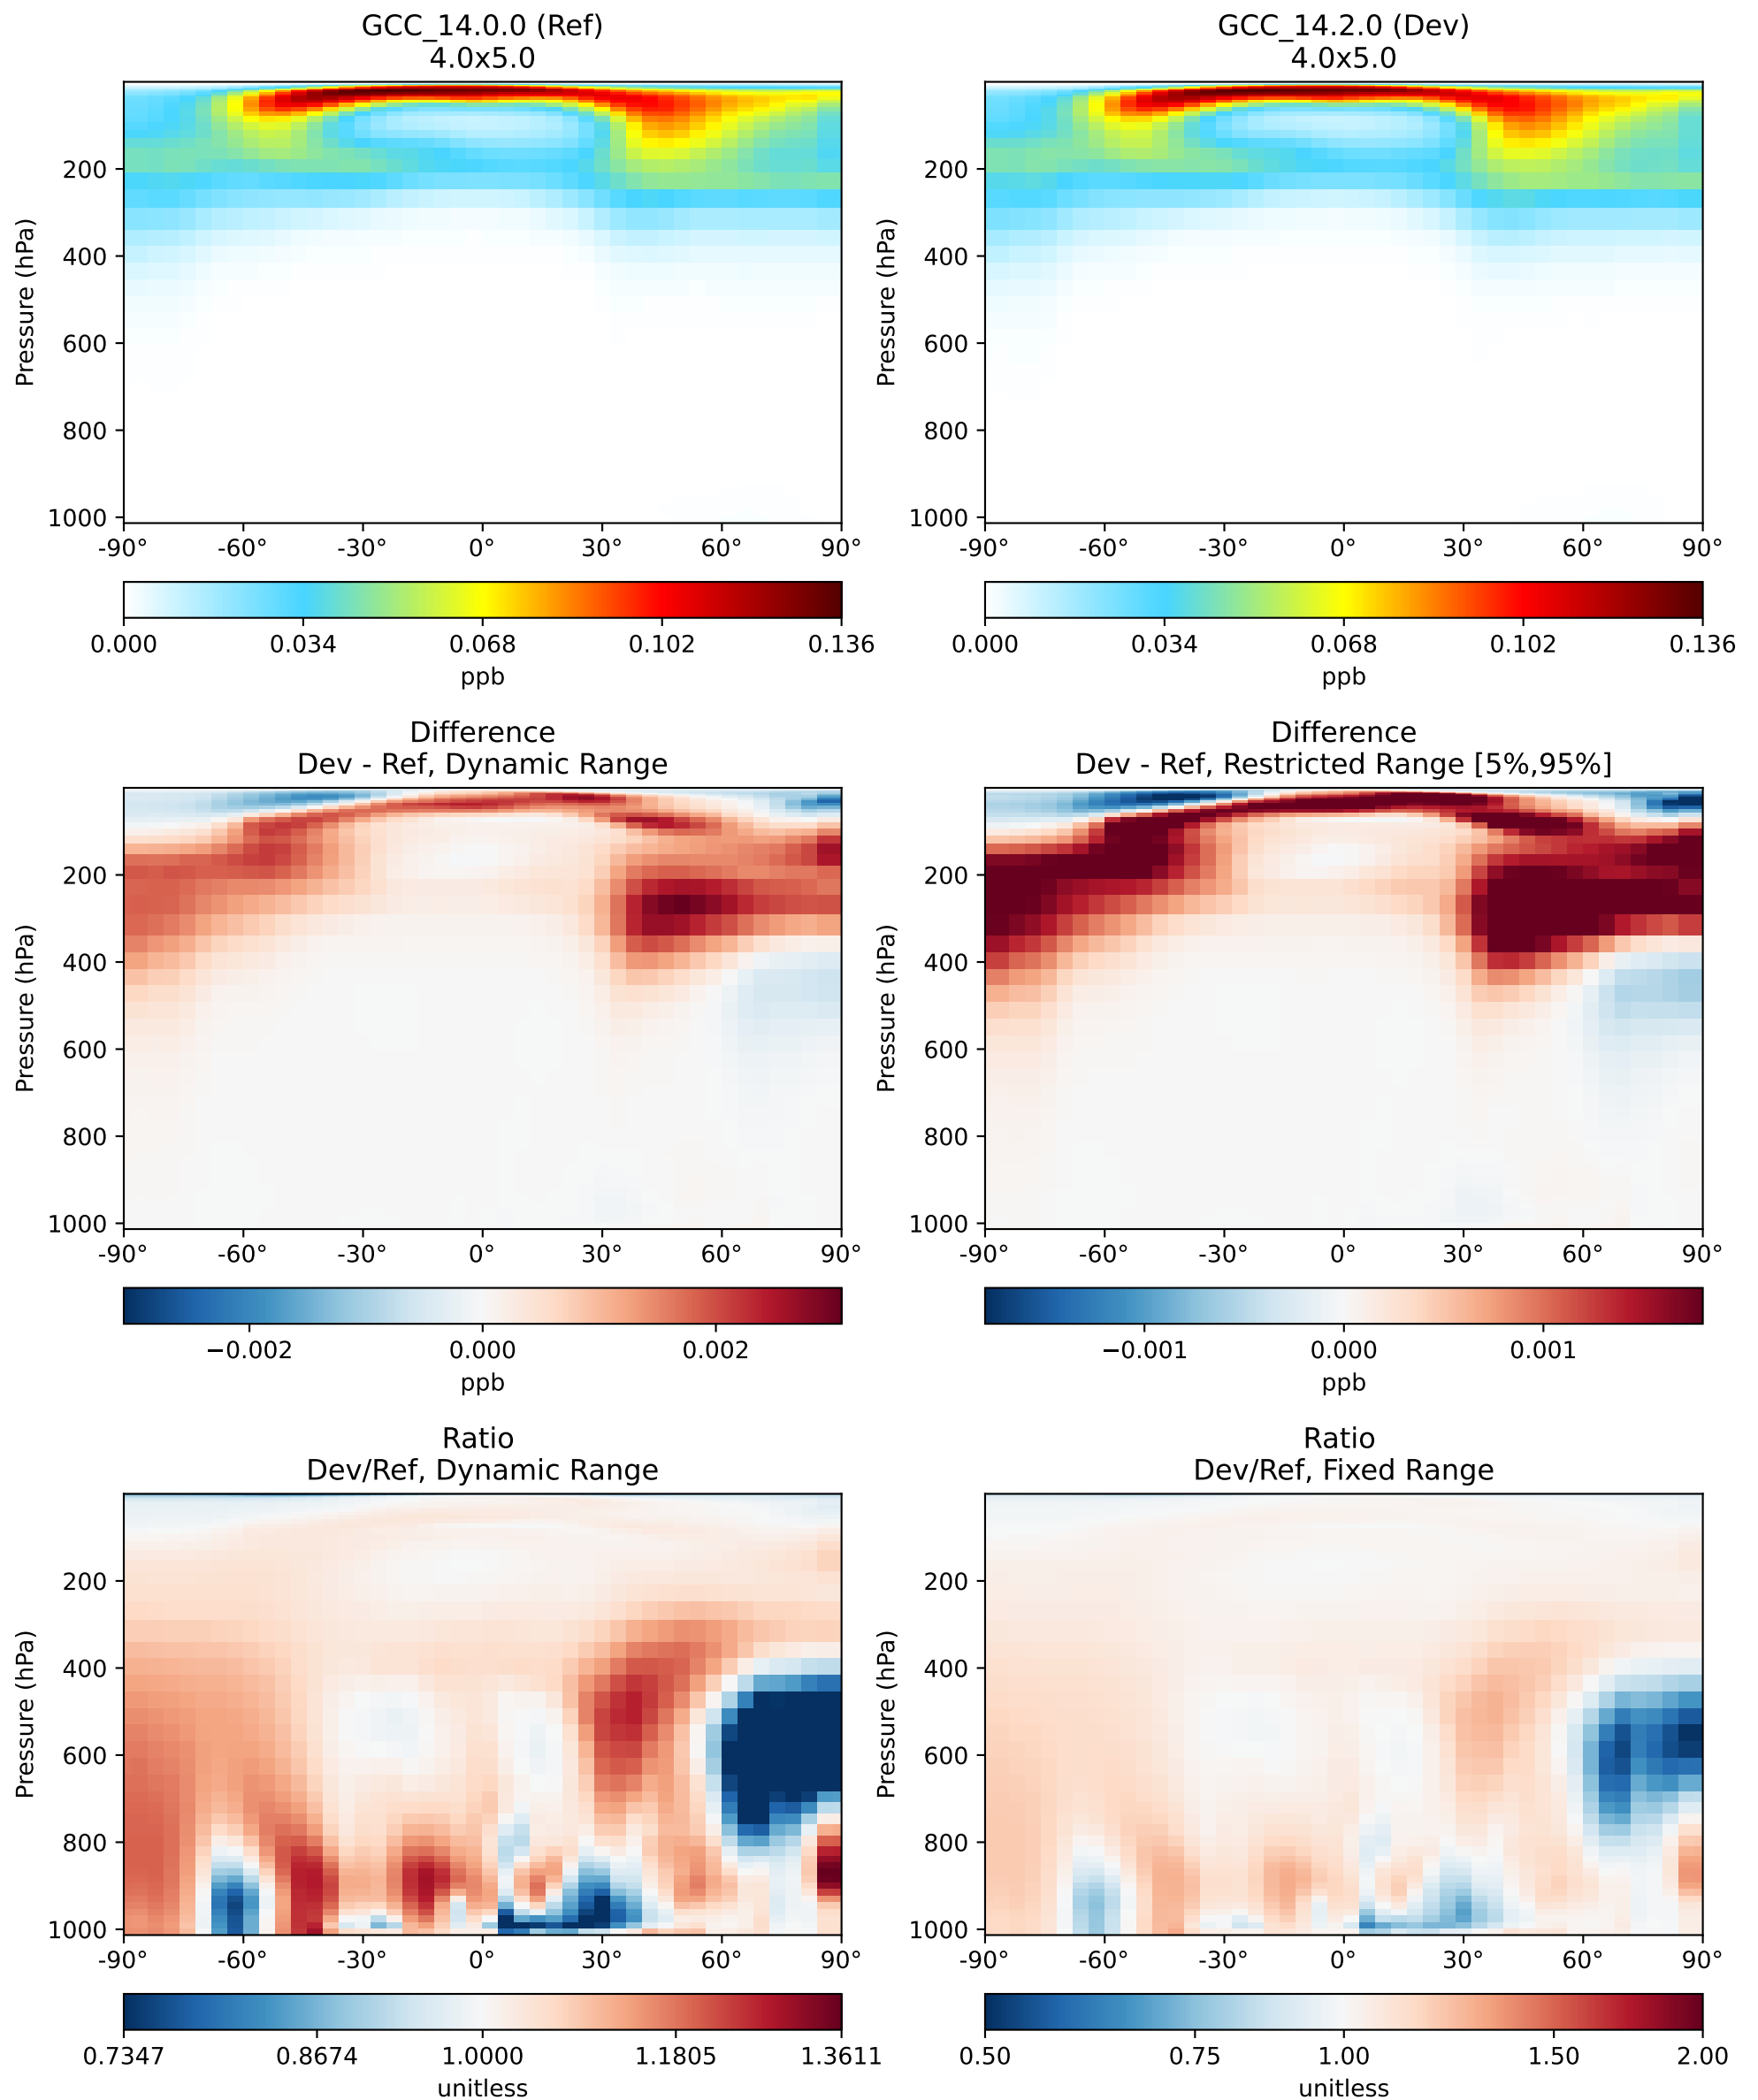 GCC_14.0.0 (Ref)
4.0x5.0
Pressure (hPa)
200
400
600
800
1000
-90° -60° -30° 0° 30° 60° 90°
0.000 0.034 0.068 0.102 0.136
ppb
GCC_14.2.0 (Dev)
4.0x5.0
Pressure (hPa)
200
400
600
800
1000
-90° -60° -30° 0° 30° 60° 90°
0.000 0.034 0.068 0.102 0.136
ppb
Difference
Dev - Ref, Dynamic Range
Pressure (hPa)
200
400
600
800
1000
-90° -60° -30° 0° 30° 60° 90°
−0.002 0.000 0.002
ppb
Difference
Dev - Ref, Restricted Range [5%,95%]
Pressure (hPa)
200
400
600
800
1000
-90° -60° -30° 0° 30° 60° 90°
−0.001 0.000 0.001
ppb
Ratio
Dev/Ref, Dynamic Range
Pressure (hPa)
200
400
600
800
1000
-90° -60° -30° 0° 30° 60° 90°
0.7347 0.8674 1.0000 1.1805 1.3611
unitless
Ratio
Dev/Ref, Fixed Range
Pressure (hPa)
200
400
600
800
1000
-90° -60° -30° 0° 30° 60° 90°
0.50 0.75 1.00 1.50 2.00
unitless